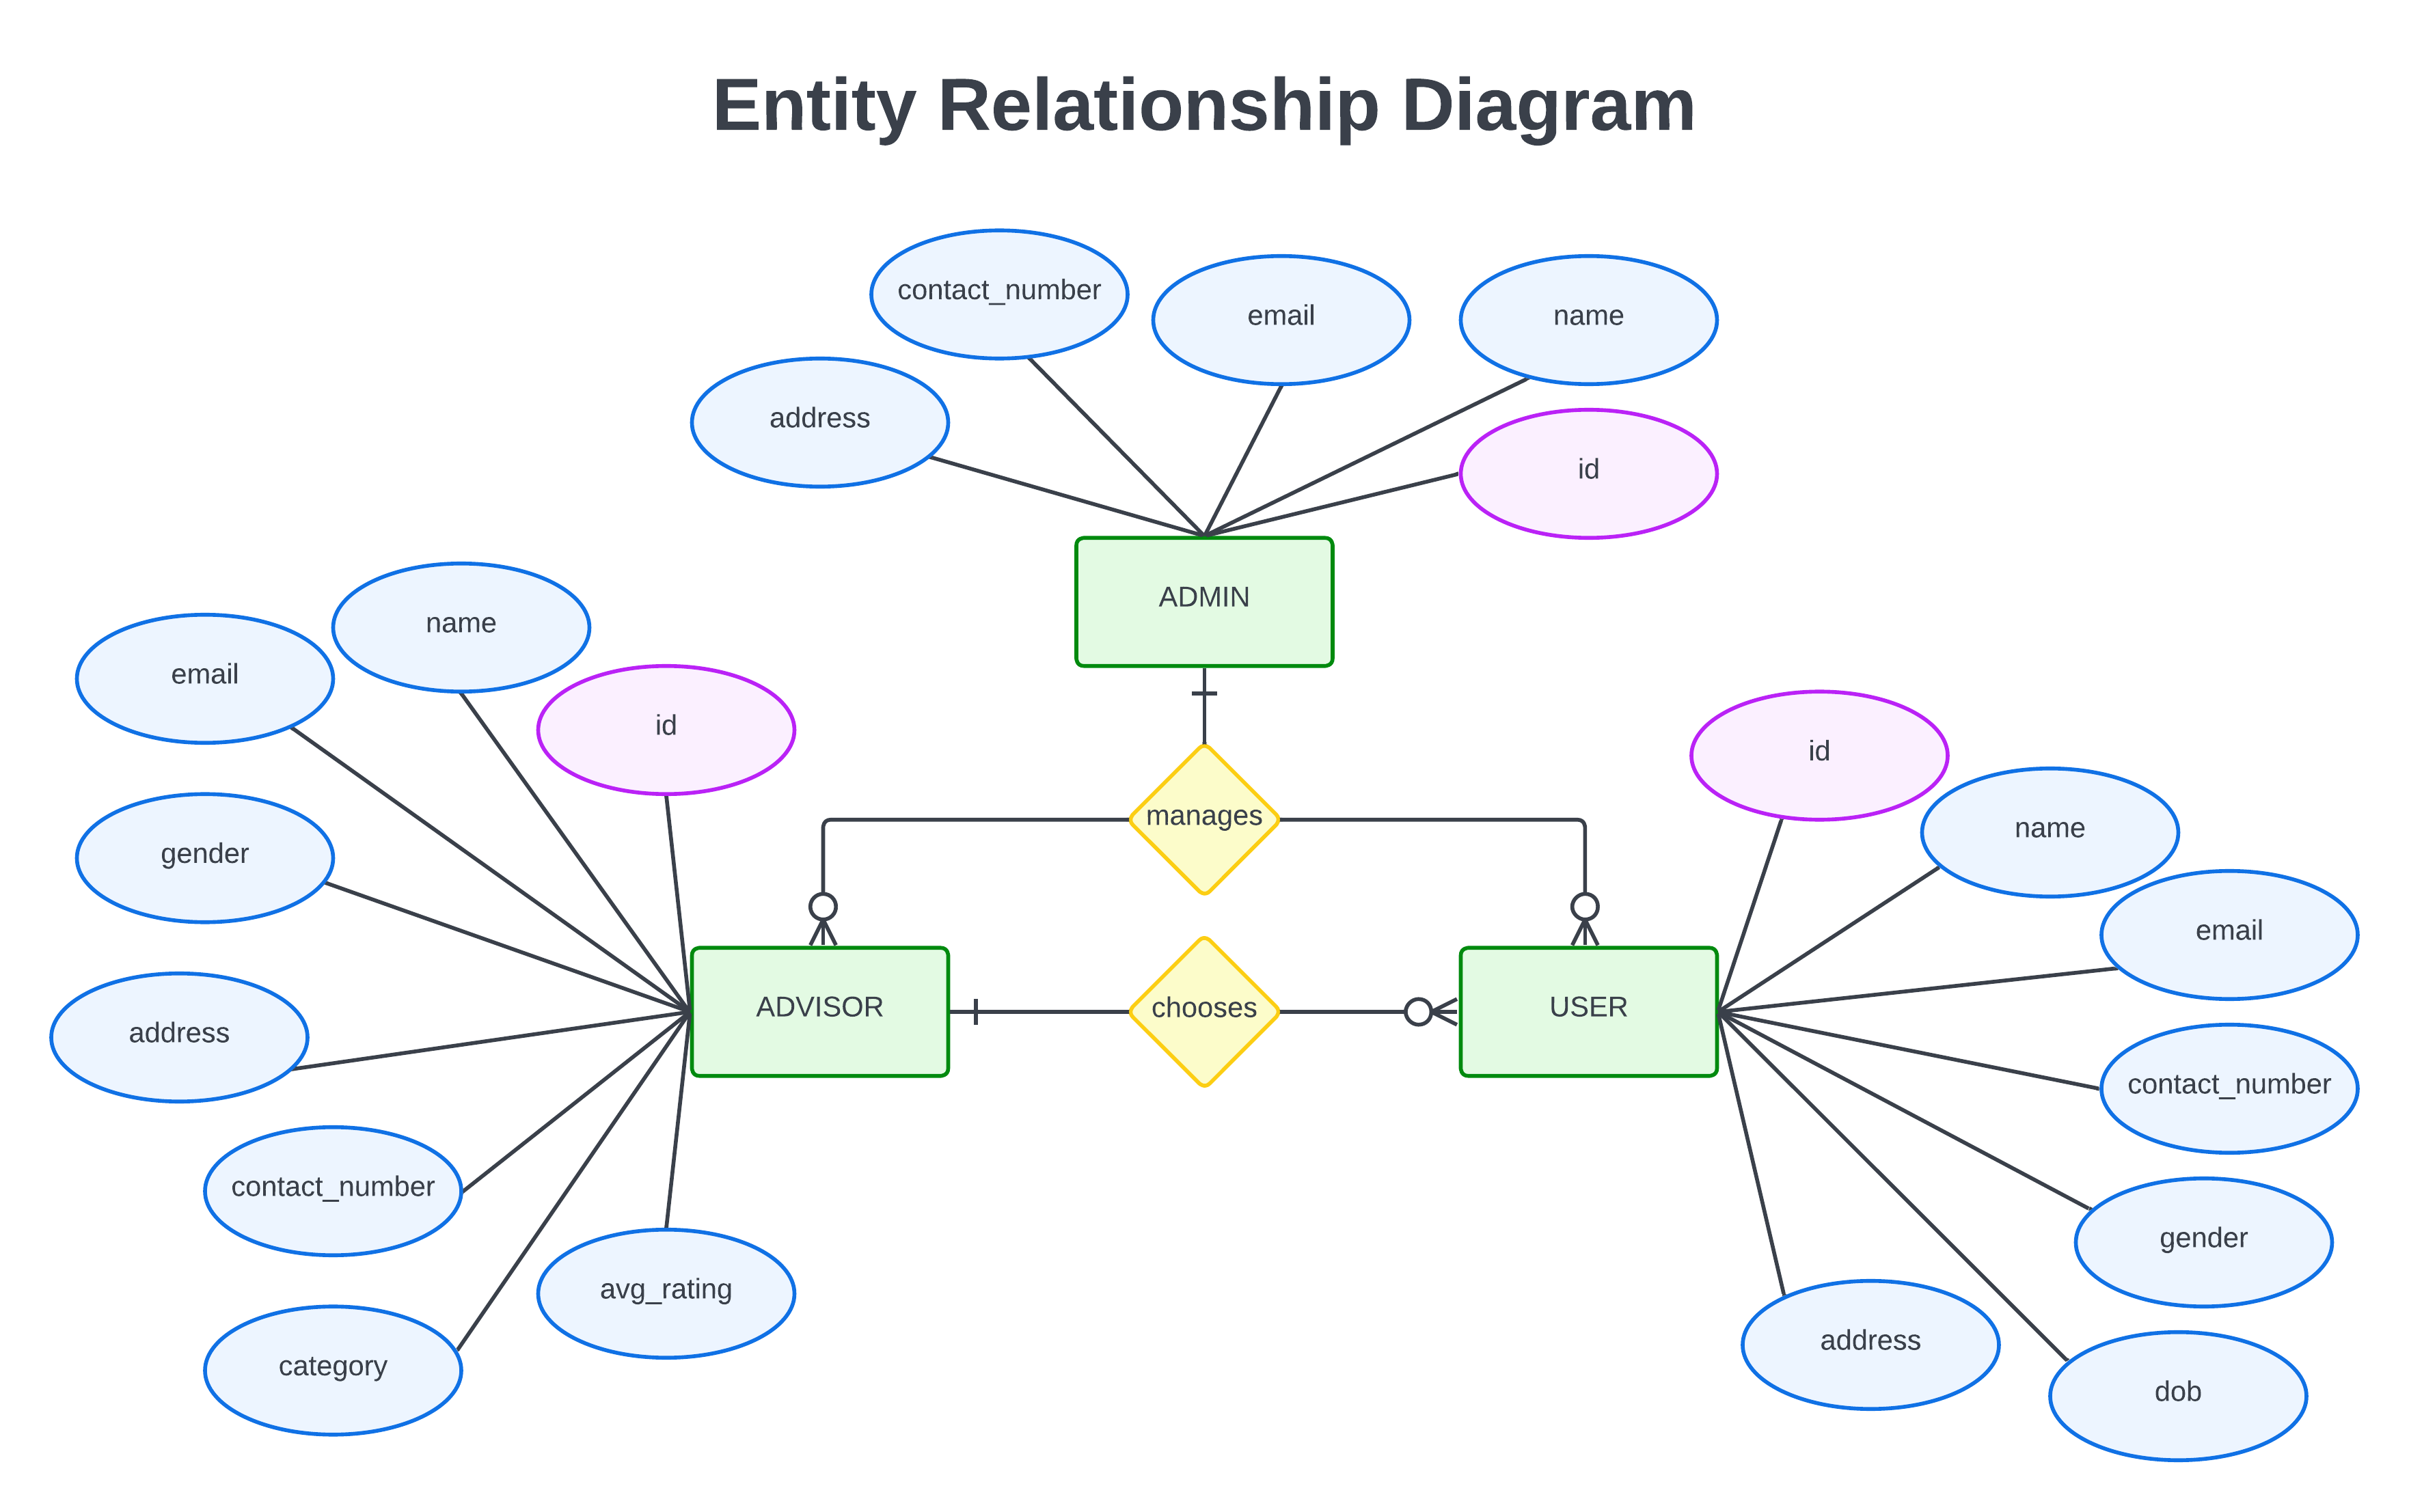 Entity Relationship Diagram
contact_number
email
name
address
id
ADMIN
name
email
id
manages
id
name
gender
email
address
ADVISOR
chooses
USER
contact_number
contact_number
gender
avg_rating
address
category
dob